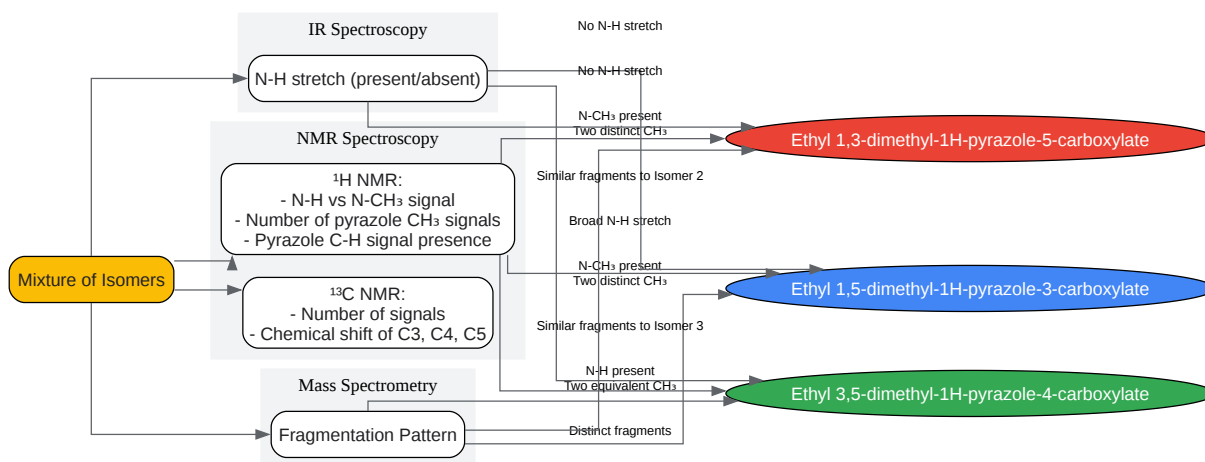 IR Spectroscopy
N-H stretch (present/absent)
NMR Spectroscopy
¹H NMR:
- N-H vs N-CH₃ signal
- Number of pyrazole CH₃ signals
- Pyrazole C-H signal presence
Mixture of Isomers
¹³C NMR:
- Number of signals
- Chemical shift of C3, C4, C5
Mass Spectrometry
Fragmentation Pattern
No N-H stretch
No N-H stretch
N-CH₃ present
Two distinct CH₃
Similar fragments to Isomer 2
Broad N-H stretch
N-CH₃ present
Two distinct CH₃
Similar fragments to Isomer 3
N-H present
Two equivalent CH₃
Distinct fragments
Ethyl 1,3-dimethyl-1H-pyrazole-5-carboxylate
Ethyl 1,5-dimethyl-1H-pyrazole-3-carboxylate
Ethyl 3,5-dimethyl-1H-pyrazole-4-carboxylate